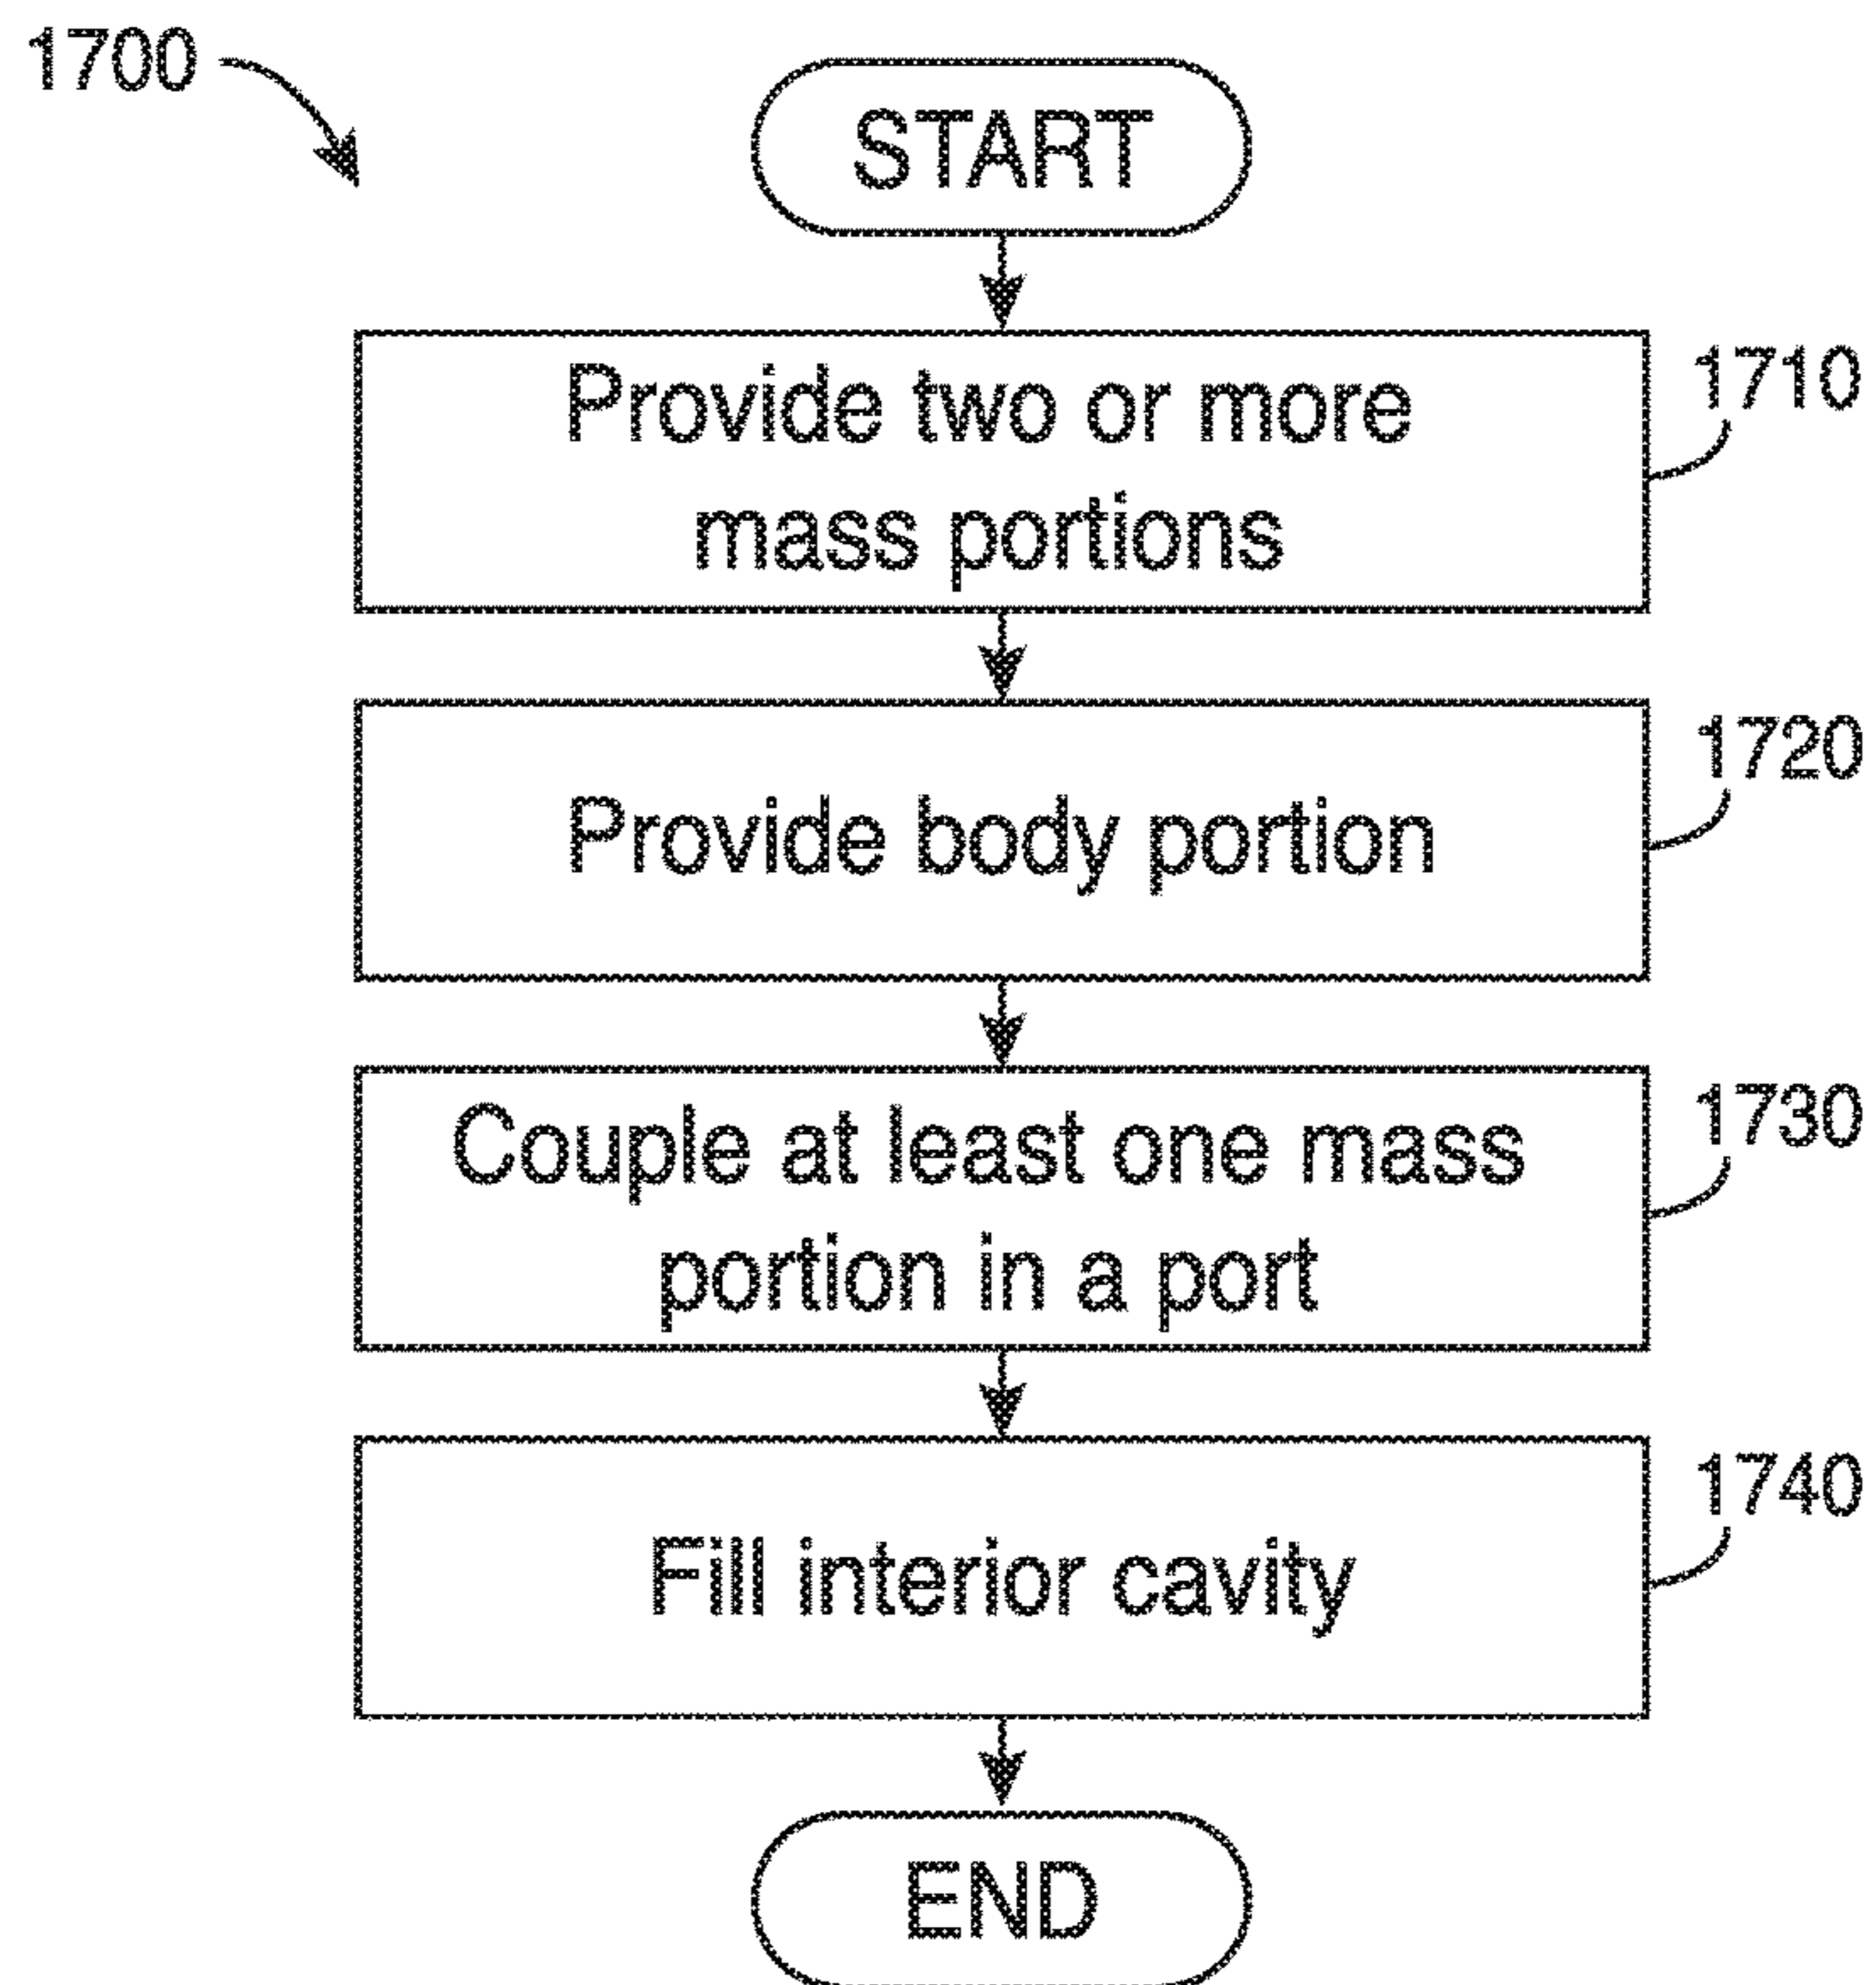 1700
START
Provide two or more
mass portions
1710
Provide body portion
1720
Couple at least one mass
portion in a port
1730
Fill interior cavity
1740
END